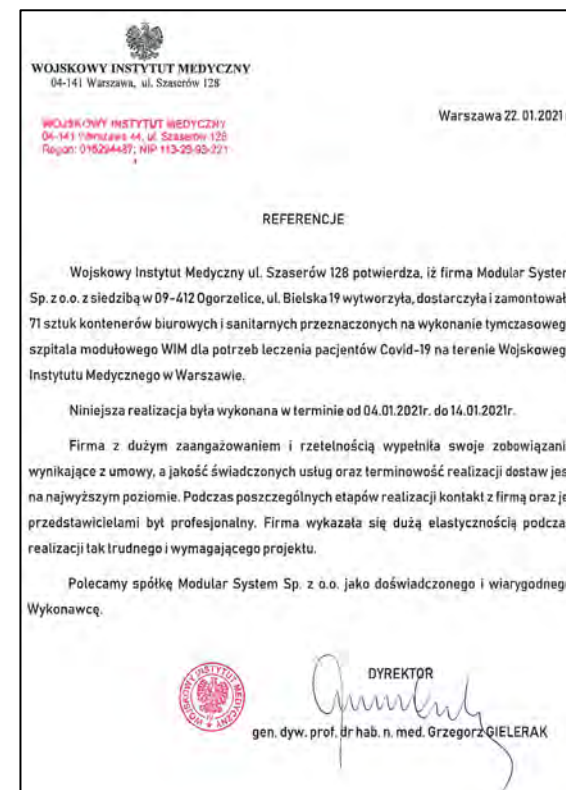 WOJSKOWY INSTYTUT MEDYCZNY
04-141 Warszawa, ul. Szaserów 128
WOJSKOWY INSTYTUT MEDYCZNY
04-141 Warszawa 44, ul. Szaserów 128
Regon: 015294487; NIP 113-23-93-221
Warszawa 22. 01.2021 r
REFERENCJE
Wojskowy Instytut Medyczny ul. Szaserów 128 potwierdza, iż firma Modular System
Sp. z o.o. z siedzibą w 09-412 Ogorzelice, ul. Bielska 19 wytworzyła, dostarczyła i zamontował
71 sztuk kontenerów biurowych i sanitarnych przeznaczonych na wykonanie tymczasoweg
szpitala modułowego WIM dla potrzeb leczenia pacjentów Covid-19 na terenie Wojskoweg
Instytutu Medycznego w Warszawie.
Niniejsza realizacja była wykonana w terminie od 04.01.2021r. do 14.01.2021r.
Firma z dużym zaangażowaniem i rzetelnością wypełniła swoje zobowiązani
wynikające z umowy, a jakość świadczonych usług oraz terminowość realizacji dostaw jes
na najwyższym poziomie. Podczas poszczególnych etapów realizacji kontakt z firmą oraz je
przedstawicielami był profesjonalny. Firma wykazała się dużą elastycznością podcza
realizacji tak trudnego i wymagającego projektu.
Polecamy spółkę Modular System Sp. z o.o. jako doświadczonego i wiarygodneg
Wykonawcę.
WOJSKOWY INSTYTUT MEDYCZNY
DYREKTOR
gen. dyw. prof. dr hab. n. med. Grzegorz GIELERAK